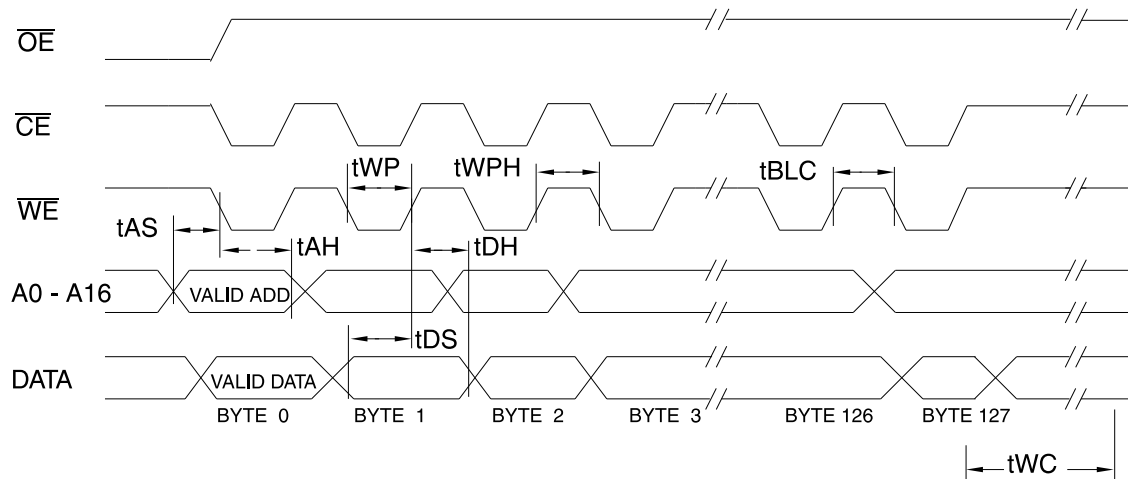 OE
CE
tWP
tWPH
tBLC
WE
tAS
tAH
tDH
A0 - A16
VALID ADD
tDS
DATA
VALID DATA
BYTE 0
BYTE 1
BYTE 2
BYTE 3
BYTE 126
BYTE 127
tWC